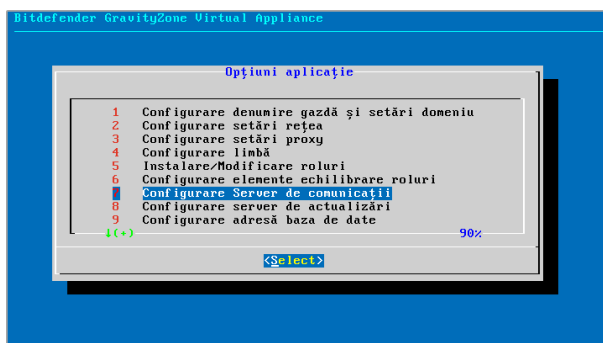 Bitdefender GravityZone Virtual Appliance
Opțiuni aplicație
1 Configurare denumire gazdă și setări domeniu
2 Configurare setări rețea
3 Configurare setări proxy
4 Configurare limbă
5 Instalare/Modificare roluri
6 Configurare elemente echilibrare roluri
7 Configurare Server de comunicații
8 Configurare server de actualizări
9 Configurare adresă baza de date
↓(+) 90%
<Select>